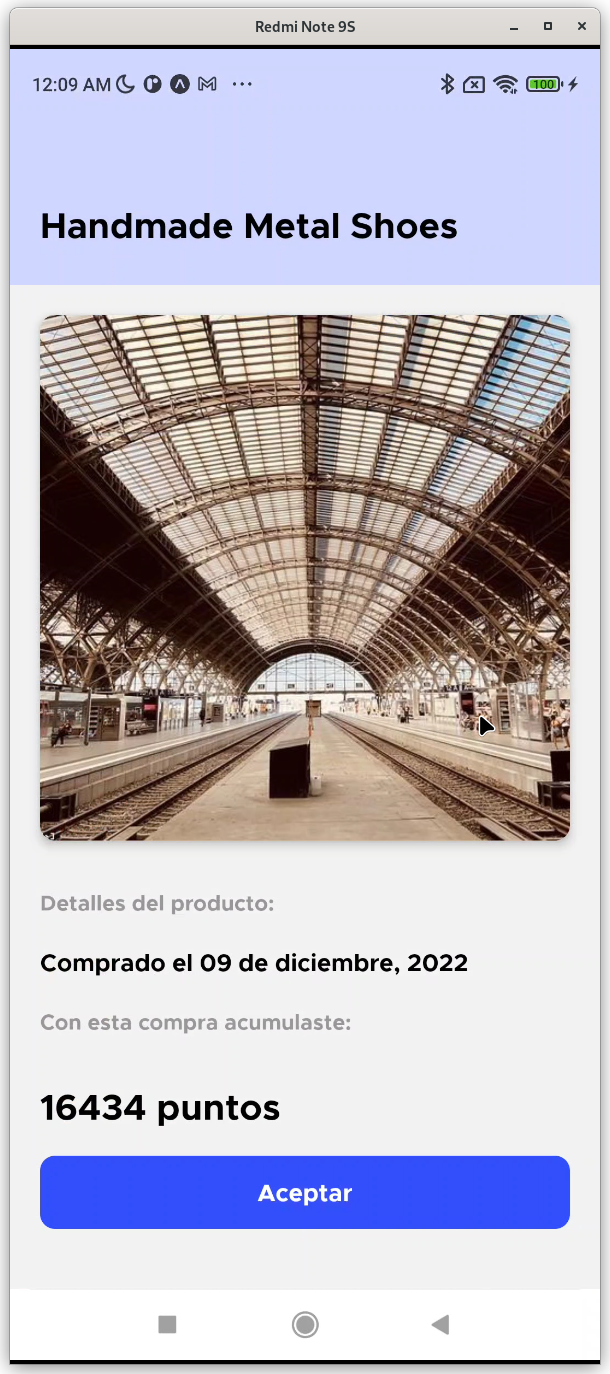 Redmi Note 9S
12:09 AM
100
Handmade Metal Shoes
Detalles del producto:
Comprado el 09 de diciembre, 2022
Con esta compra acumulaste:
16434 puntos
Aceptar